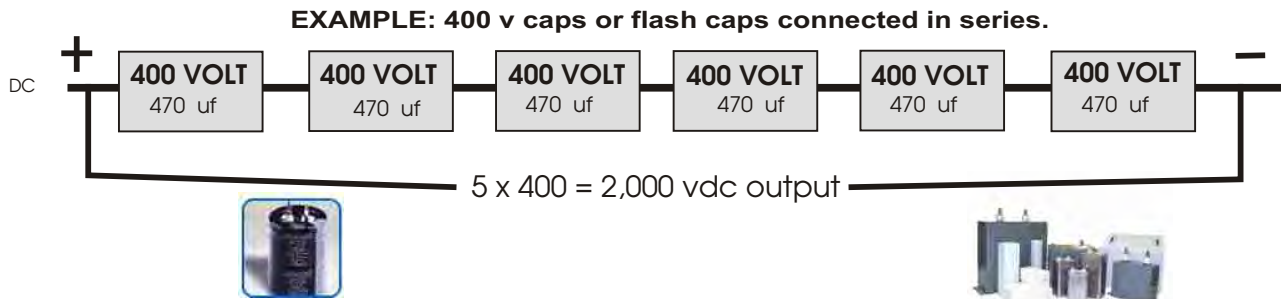 EXAMPLE: 400 v caps or flash caps connected in series.
+ −
DC
400 VOLT 400 VOLT 400 VOLT 400 VOLT 400 VOLT 400 VOLT
470 uf 470 uf 470 uf 470 uf 470 uf 470 uf
5 x 400 = 2,000 vdc output